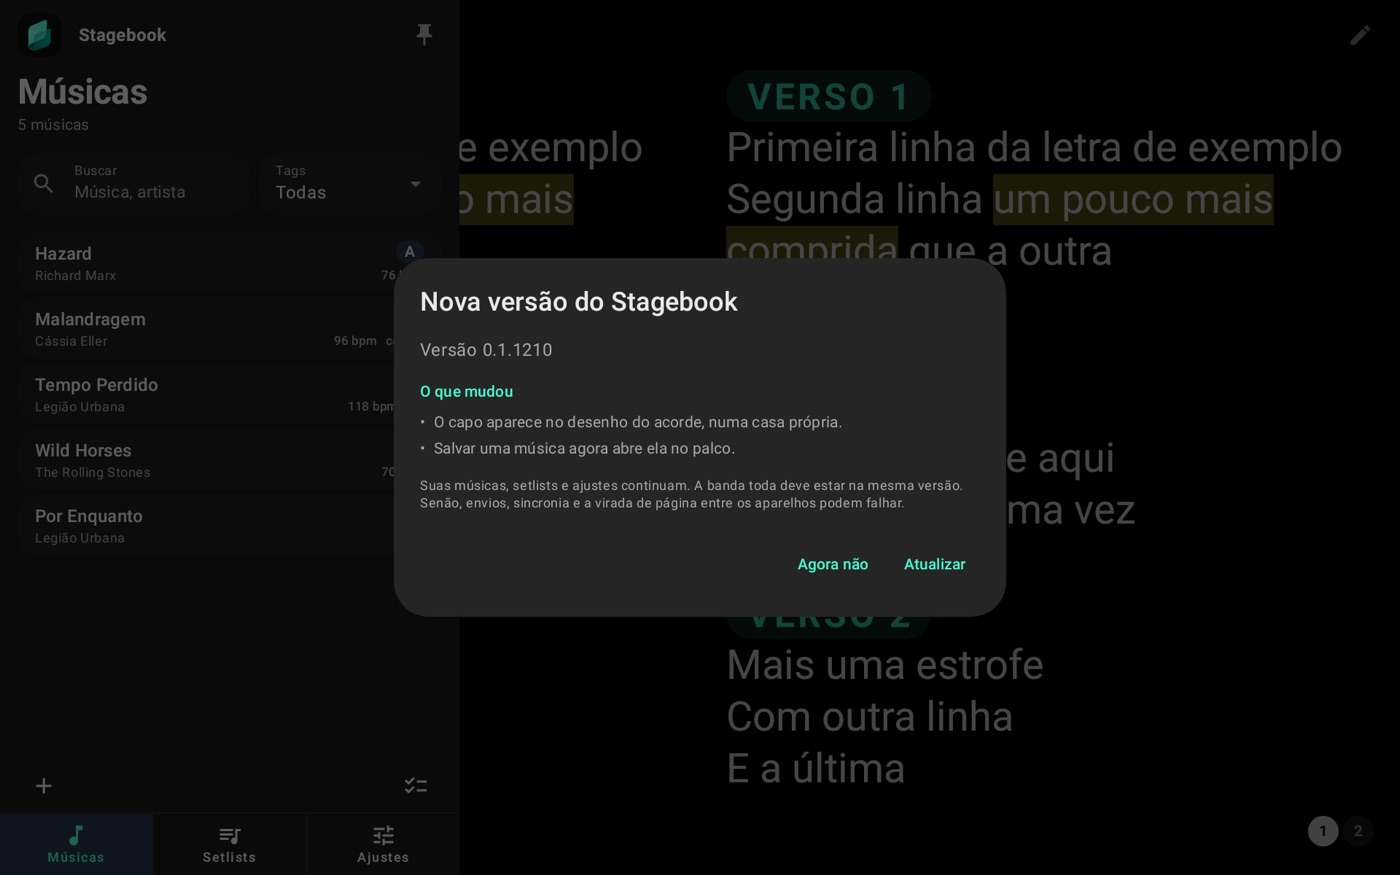 Stagebook
Músicas
5 músicas
Buscar
Música, artista
Tags
Todas
Hazard
A
Richard Marx
76
Malandragem
Cássia Eller
96 bpm
Tempo Perdido
Legião Urbana
118 bpm
Wild Horses
The Rolling Stones
70
Por Enquanto
Legião Urbana
Músicas
Setlists
Ajustes
e exemplo
o mais
VERSO 1
Primeira linha da letra de exemplo
Segunda linha um pouco mais
comprida que a outra
Nova versão do Stagebook
Versão 0.1.1210
O que mudou
• O capo aparece no desenho do acorde, numa casa própria.
• Salvar uma música agora abre ela no palco.
Suas músicas, setlists e ajustes continuam. A banda toda deve estar na mesma versão.
Senão, envios, sincronia e a virada de página entre os aparelhos podem falhar.
Agora não
Atualizar
e aqui
ma vez
VERSO 2
Mais uma estrofe
Com outra linha
E a última
1
2